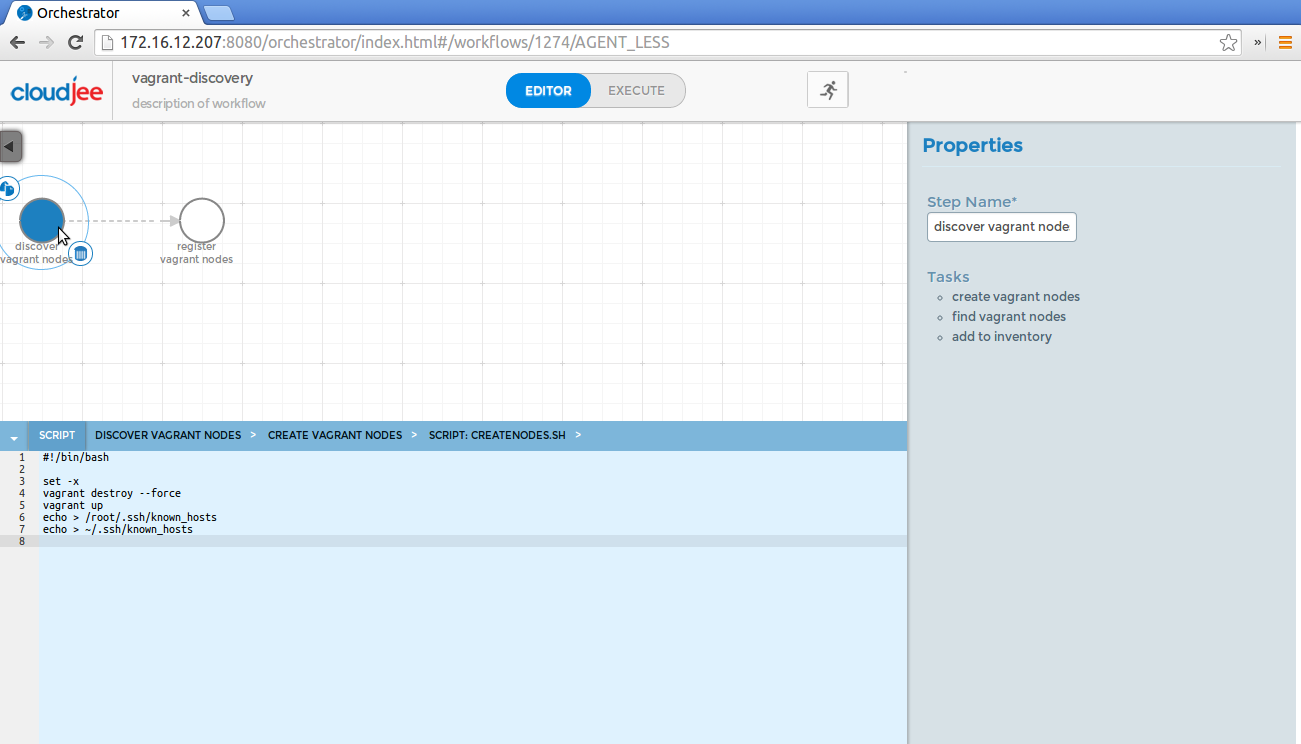 Orchestrator
172.16.12.207:8080/orchestrator/index.html#/workflows/1274/AGENT_LESS
cloudjee
vagrant-discovery
description of workflow
EDITOR
EXECUTE
discover
vagrant nodes
register
vagrant nodes
Properties
Step Name*
discover vagrant node
Tasks
create vagrant nodes
find vagrant nodes
add to inventory
SCRIPT DISCOVER VAGRANT NODES > CREATE VAGRANT NODES > SCRIPT: CREATENODES.SH >
1 #!/bin/bash
2
3 set -x
4 vagrant destroy --force
5 vagrant up
6 echo > /root/.ssh/known_hosts
7 echo > ~/.ssh/known_hosts
8